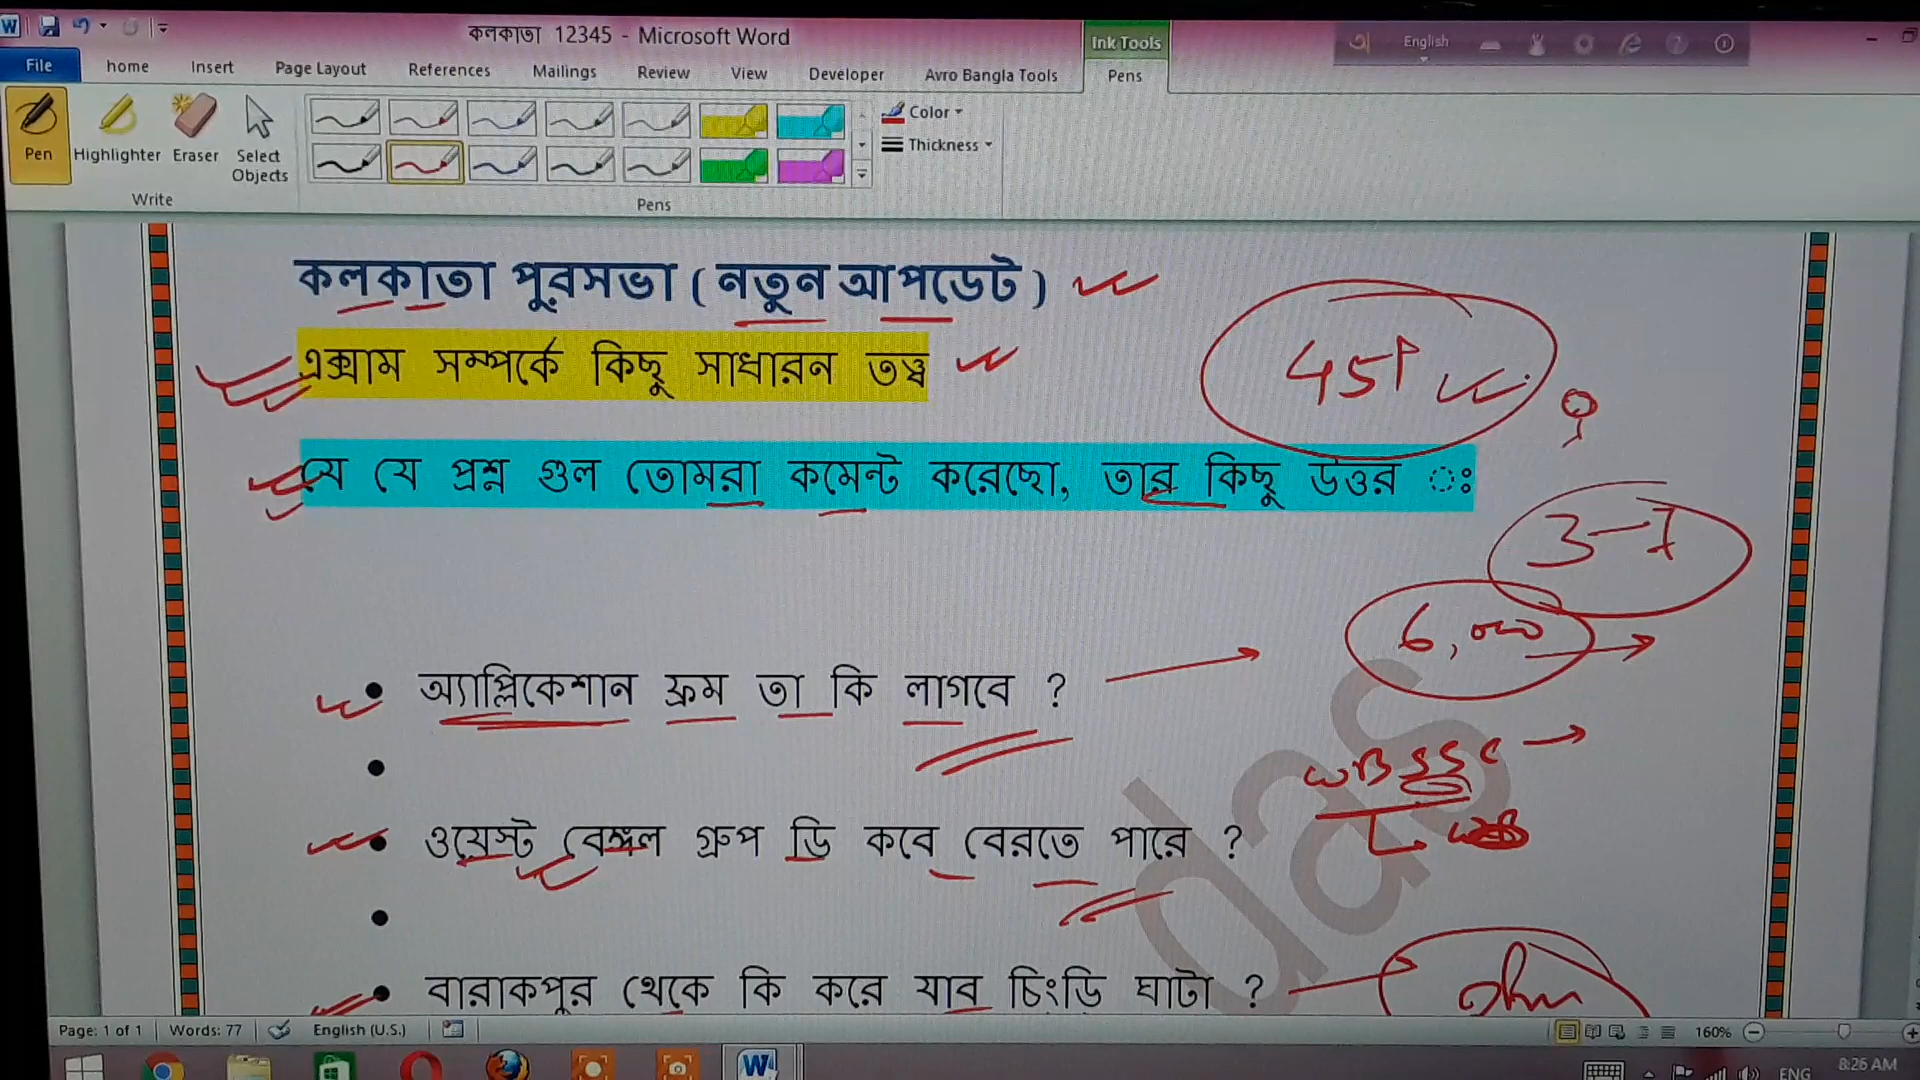 কলকাতা 12345 - Microsoft Word
Ink Tools
English
File home Insert Page Layout References Mailings Review View Developer Avro Bangla Tools Pens
Pen Highlighter Eraser Select Objects
Color
Thickness
Write
Pens
কলকাতা পুরসভা ( নতুন আপডেট )
এক্সাম সম্পর্কে কিছু সাধারন তত্ত্ব
45P
যে যে প্রশ্ন গুল তোমরা কমেন্ট করেছো, তার কিছু উত্তর ঃ
3-7
6,000
অ্যাপ্লিকেশান ফ্রম তা কি লাগবে ?
WBSSC
ওয়েস্ট বেঙ্গল গ্রুপ ডি কবে বেরতে পারে ?
das
বারাকপুর থেকে কি করে যাব চিংড়ি ঘাটা ?
Page: 1 of 1 Words: 77 English (U.S.) 160%
ENG 8:26 AM